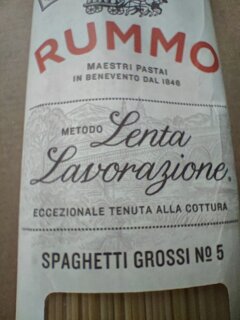 RUMMO
MAESTRI PASTAI
IN BENEVENTO DAL 1846
METODO Lenta
Lavorazione®
ECCEZIONALE TENUTA ALLA COTTURA
SPAGHETTI GROSSI Nº 5